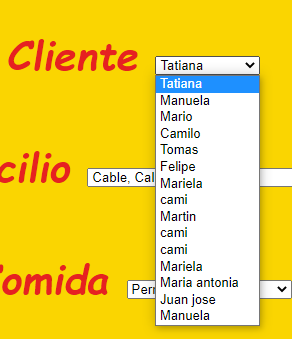 Cliente
Tatiana
Tatiana
Manuela
Mario
Camilo
Tomas
Felipe
Mariela
cami
Martin
cami
cami
Mariela
Maria antonia
Juan jose
Manuela
cilio
Cable, Cal
omida
Perr